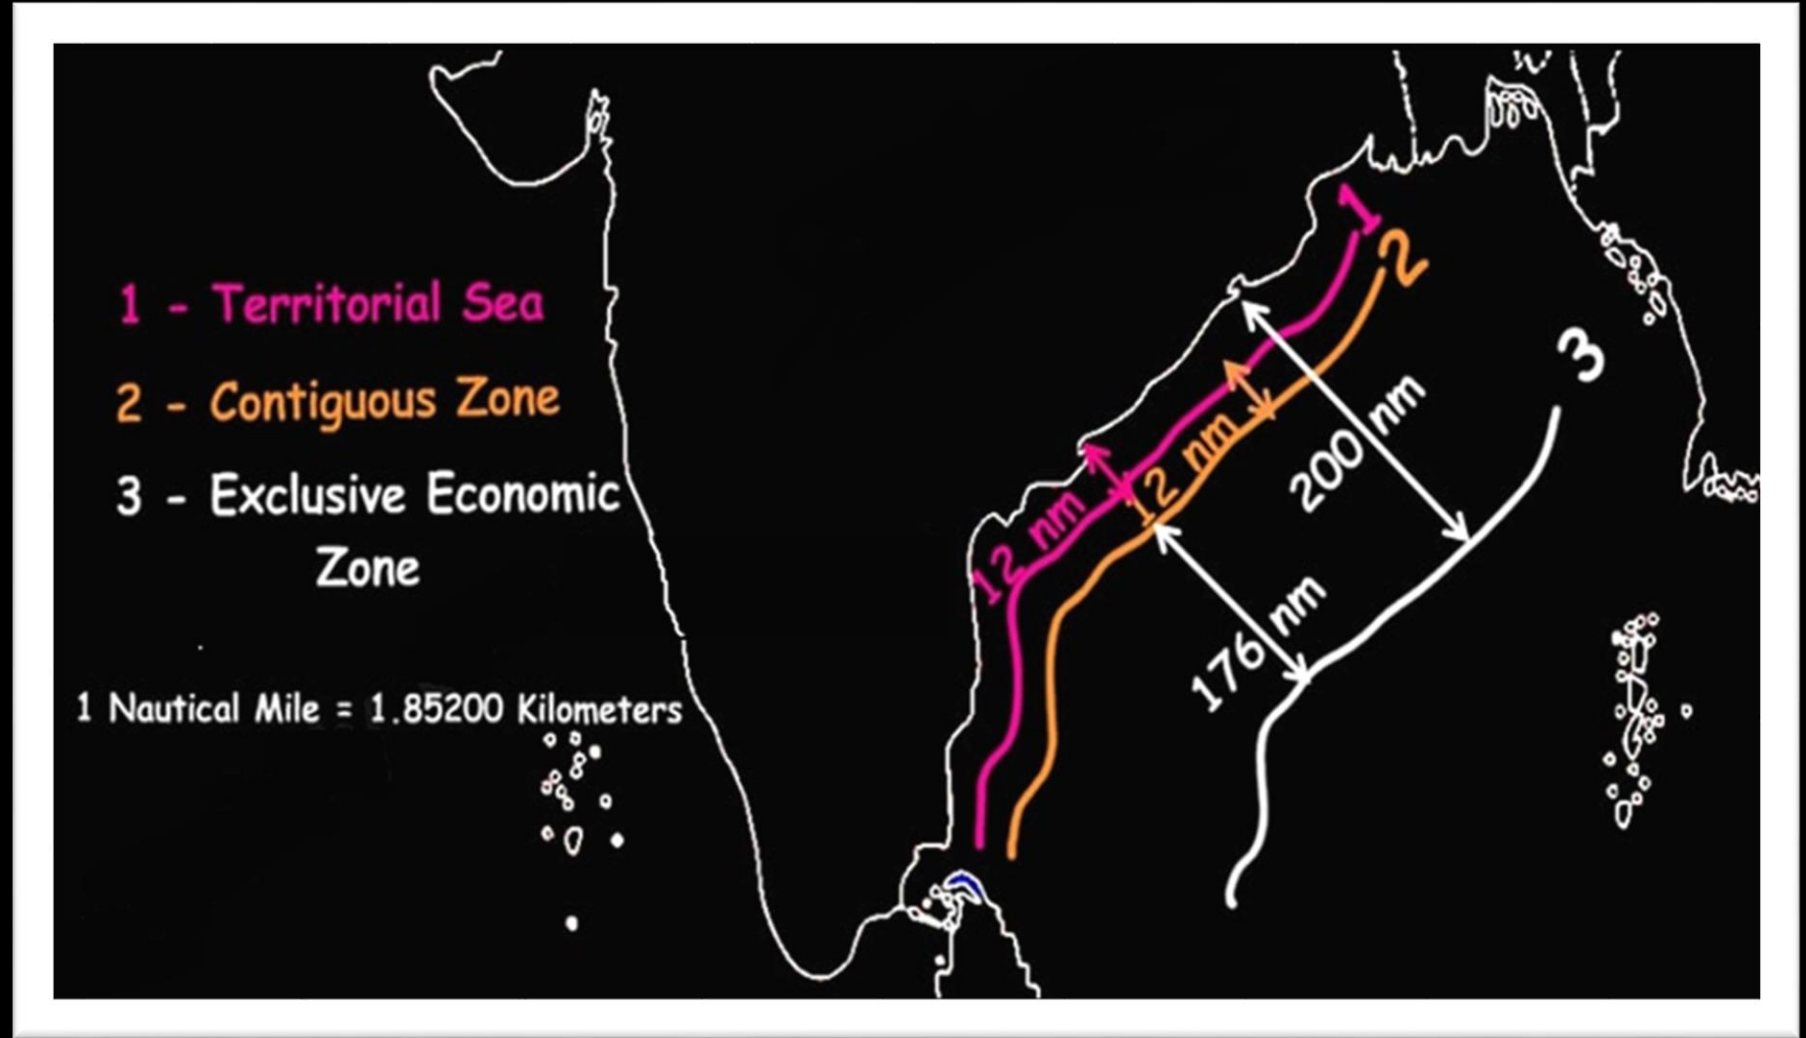 1 - Territorial Sea
2 - Contiguous Zone
3 - Exclusive Economic
Zone
1 Nautical Mile = 1.85200 Kilometers
1
2
3
12 nm
12 nm
200 nm
176 nm